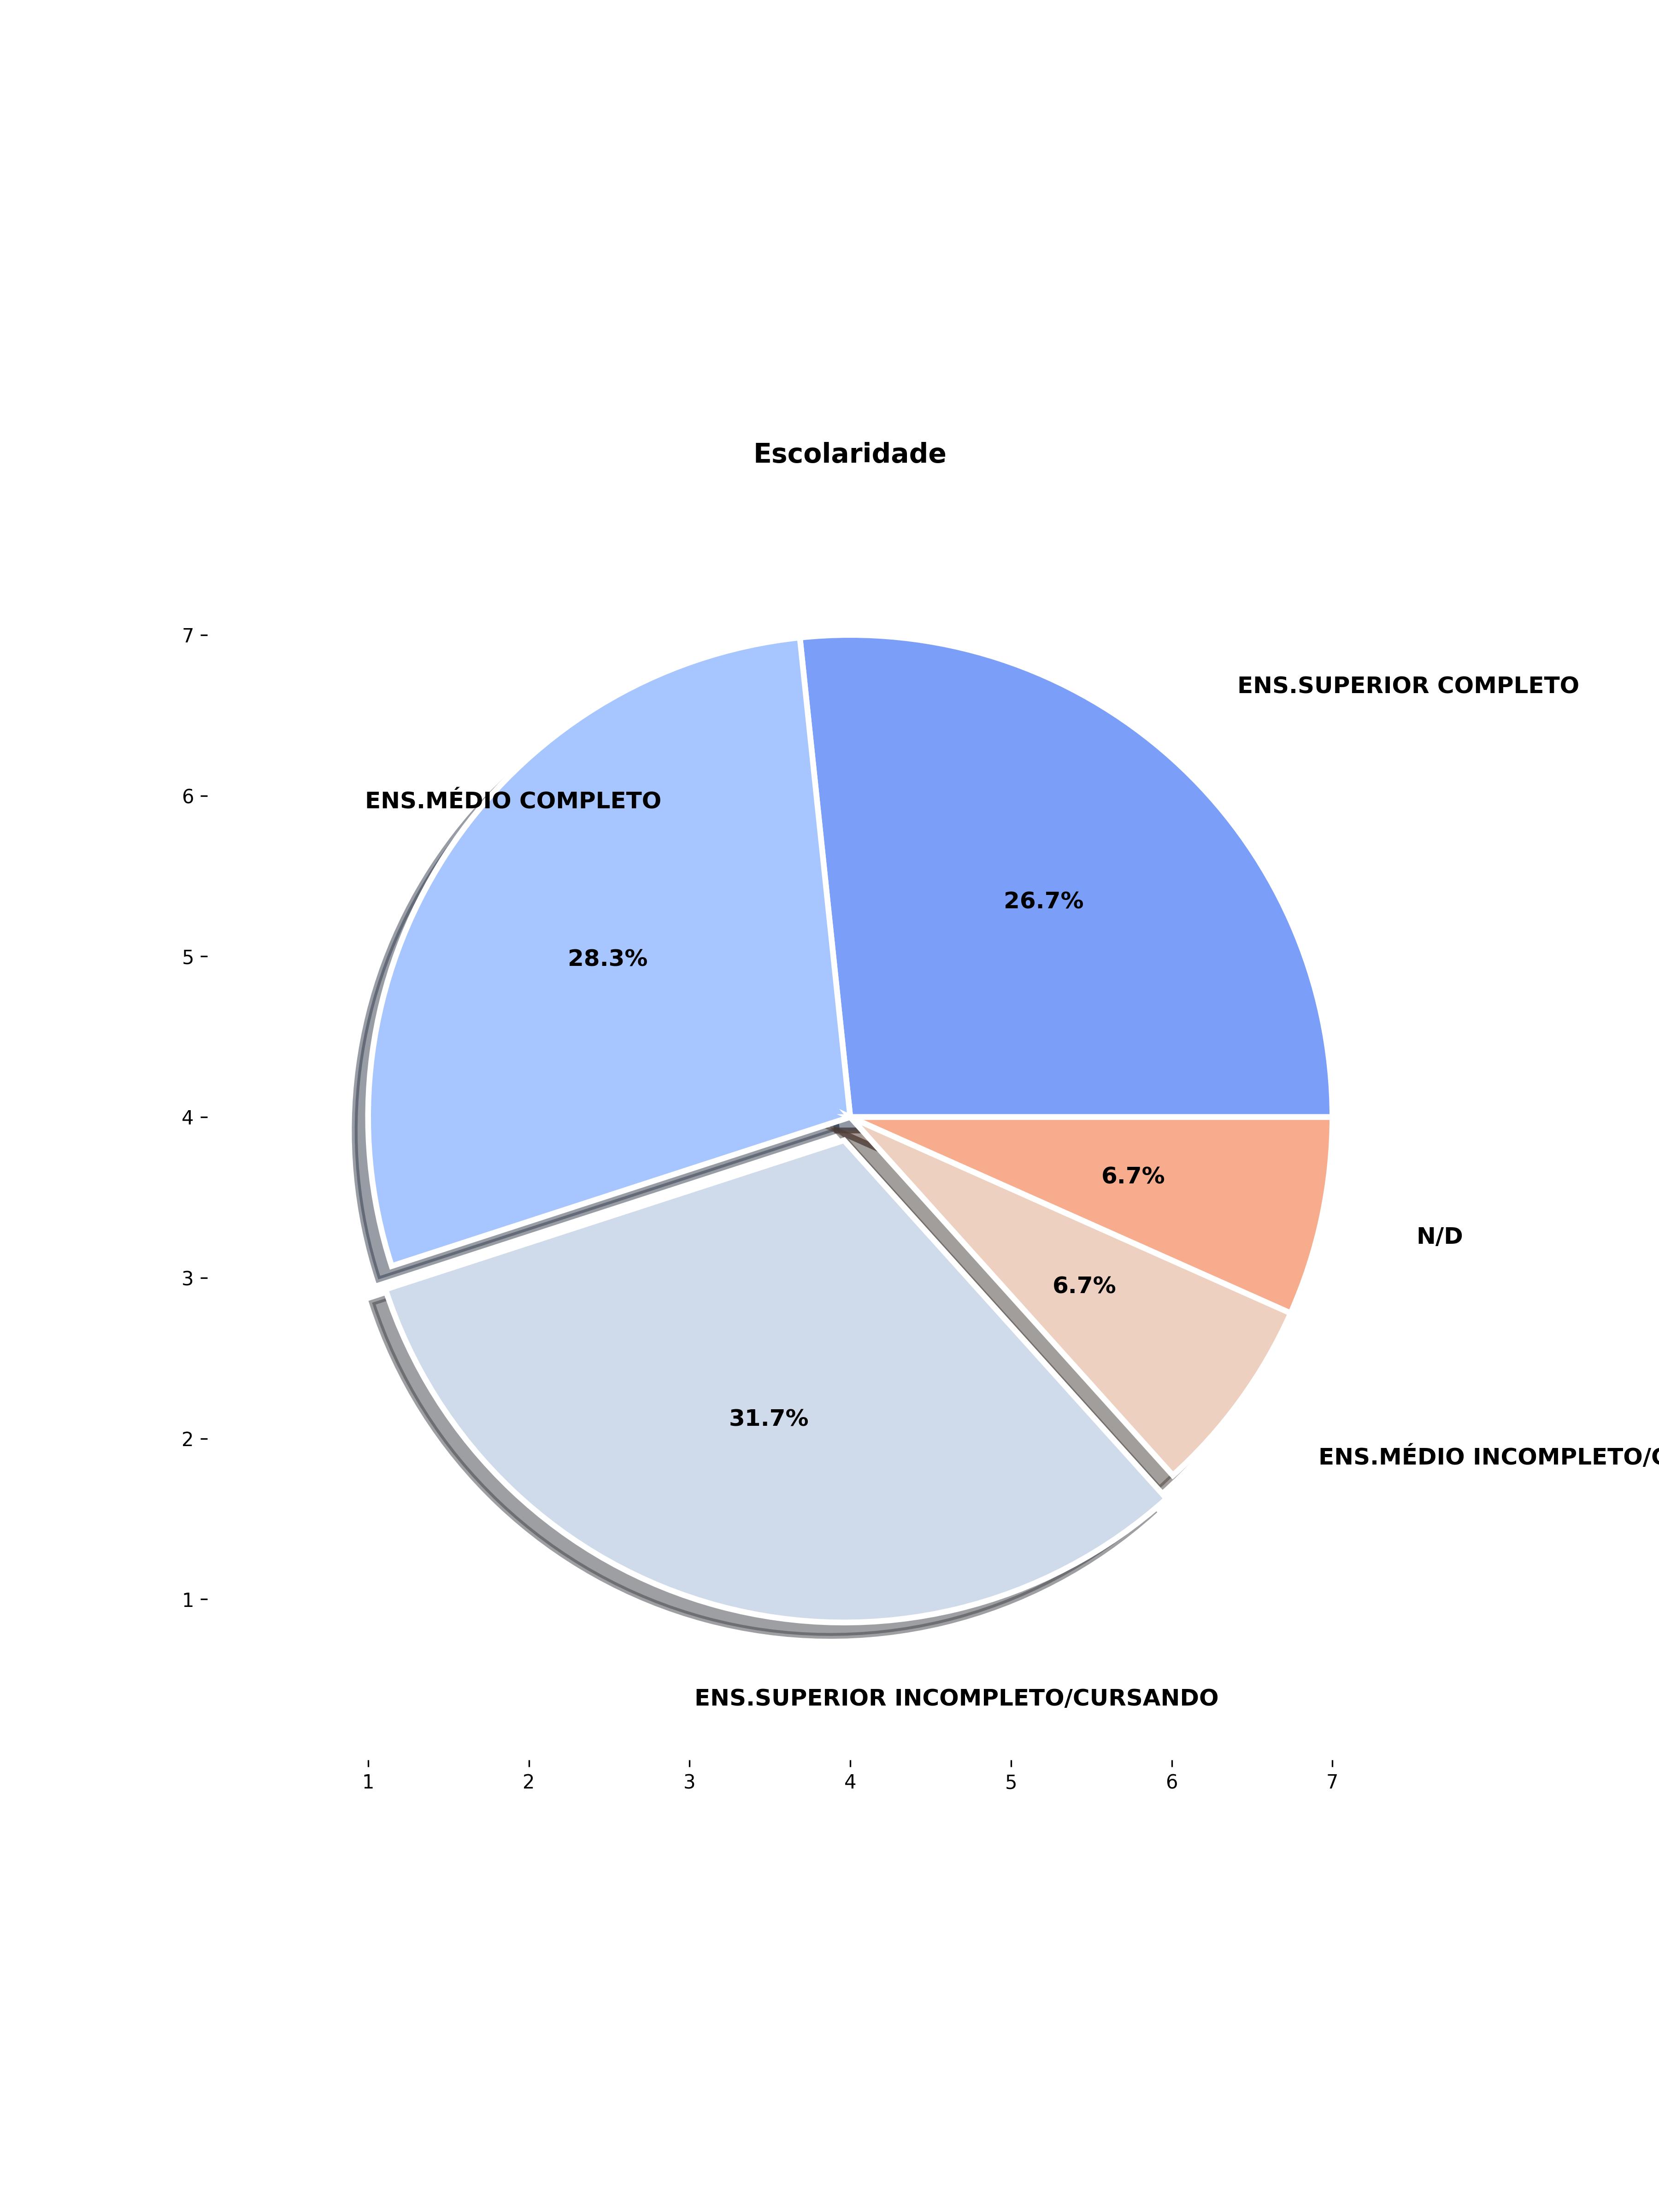 Escolaridade
7
ENS.SUPERIOR COMPLETO
6
ENS.MÉDIO COMPLETO
26.7%
5
28.3%
4
6.7%
N/D
3
6.7%
2
31.7%
ENS.MÉDIO
1
ENS.SUPERIOR INCOMPLETO/CURSANDO
1 2 3 4 5 6 7